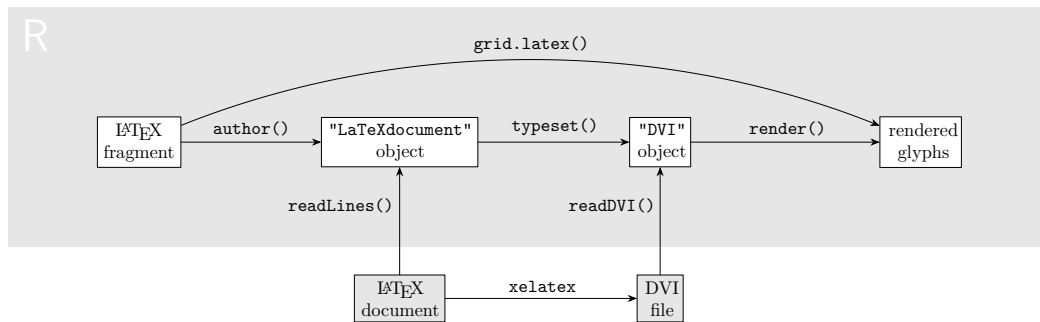 R
grid.latex()
LATEX
fragment
author()
"LaTeXdocument"
object
typeset()
"DVI"
object
render()
rendered
glyphs
readLines()
readDVI()
LATEX
document
xelatex
DVI
file